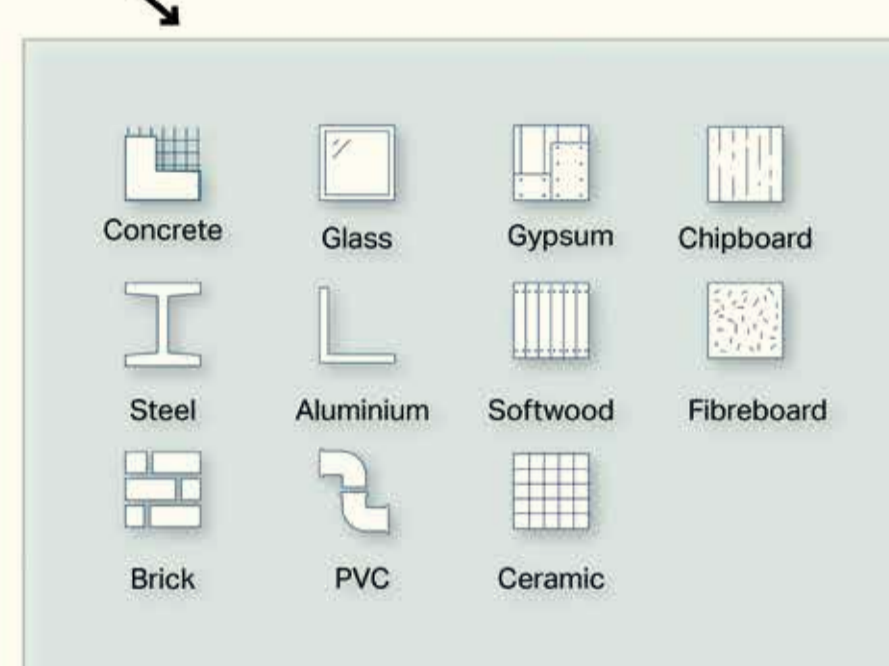 Concrete
Glass
Gypsum
Chipboard
Steel
Aluminium
Softwood
Fibreboard
Brick
PVC
Ceramic